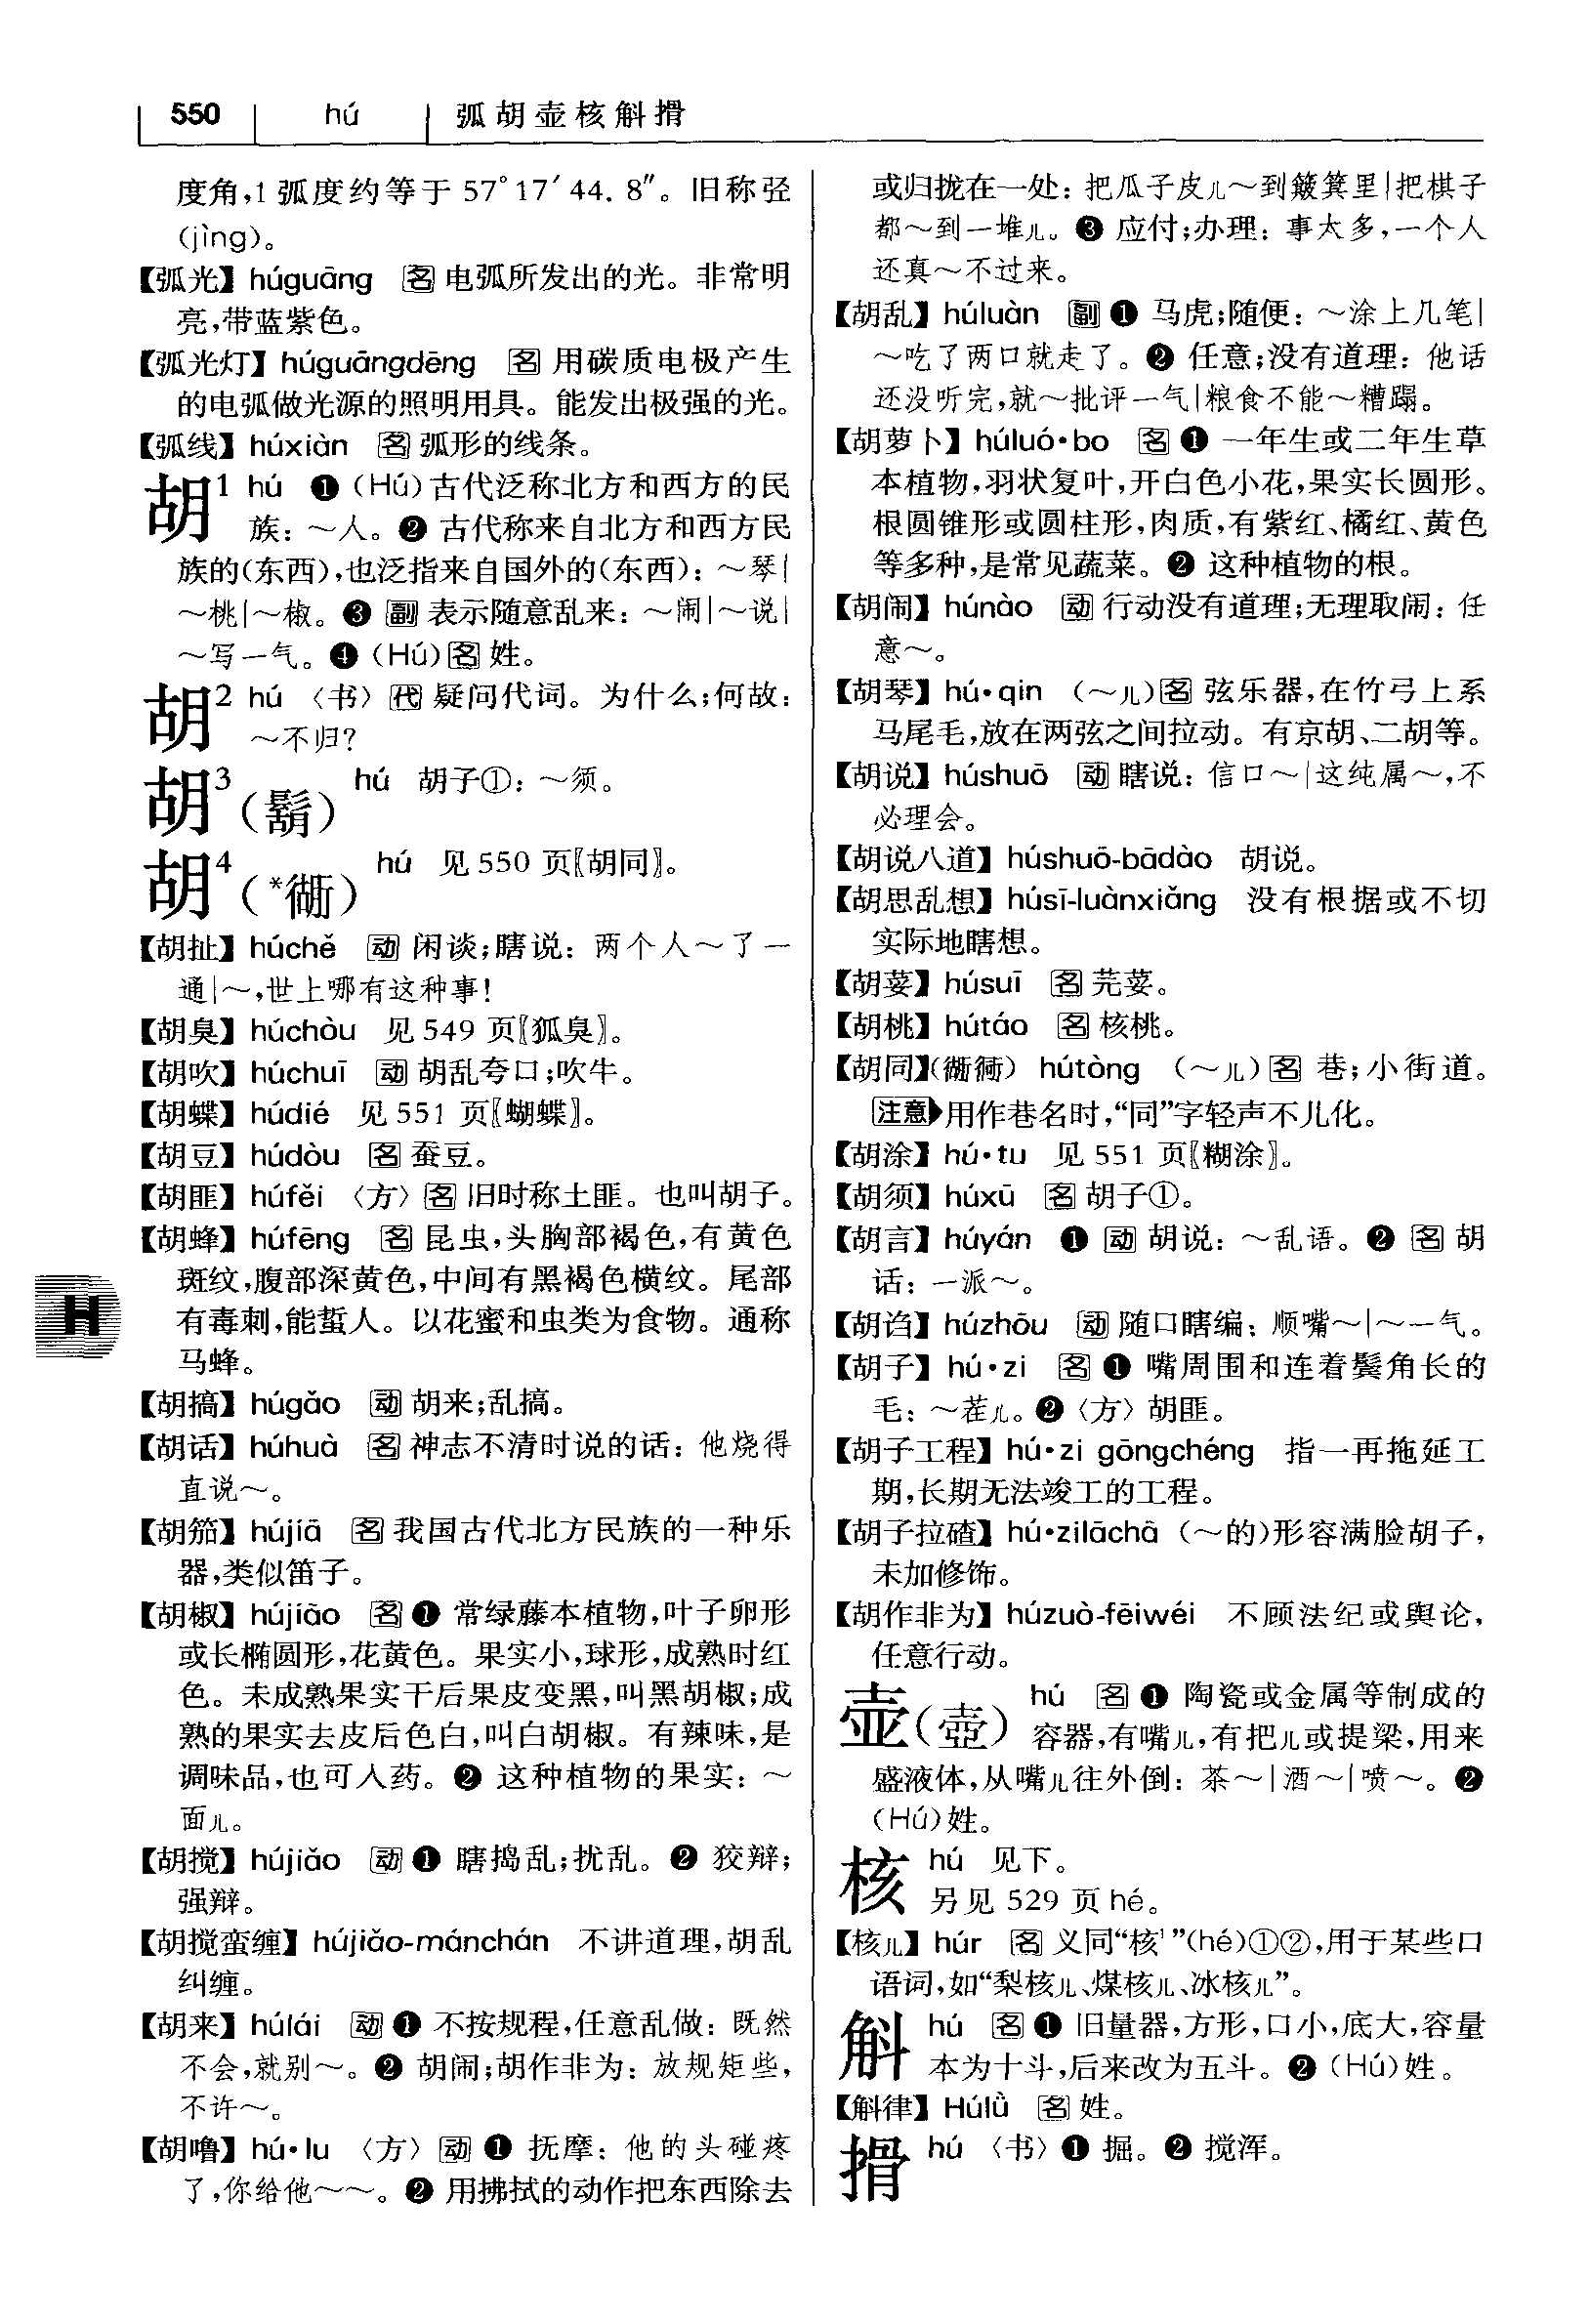 550 hú 弧胡壶核斛搰
度角,1 弧度约等于 57°17′44.8″。旧称弪
(jìng)。
【弧光】 húguāng 名 电弧所发出的光。非常明
亮,带蓝紫色。
【弧光灯】 húguāngdēng 名 用碳质电极产生
的电弧做光源的照明用具。能发出极强的光。
【弧线】 húxiàn 名 弧形的线条。
胡1 hú ❶ (Hú)古代泛称北方和西方的民
族：～人。❷ 古代称来自北方和西方民
族的(东西),也泛指来自国外的(东西)：～琴|
～桃|～椒。❸ 副 表示随意乱来：～闹|～说|
～写一气。❹ (Hú)名 姓。
胡2 hú 〈书〉代 疑问代词。为什么;何故：
～不归?
胡3(鬍) hú 胡子①：～须。
胡4(*衚) hú 见 550 页〖胡同〗。
【胡扯】 húchě 动 闲谈;瞎说：两个人～了一
通|～,世上哪有这种事!
【胡臭】 húchòu 见 549 页〖狐臭〗。
【胡吹】 húchuī 动 胡乱夸口;吹牛。
【胡蝶】 húdié 见 551 页〖蝴蝶〗。
【胡豆】 húdòu 名 蚕豆。
【胡匪】 húfěi 〈方〉名 旧时称土匪。也叫胡子。
【胡蜂】 húfēng 名 昆虫,头胸部褐色,有黄色
斑纹,腹部深黄色,中间有黑褐色横纹。尾部
有毒刺,能蜇人。以花蜜和虫类为食物。通称
马蜂。
【胡搞】 húgǎo 动 胡来;乱搞。
【胡话】 húhuà 名 神志不清时说的话：他烧得
直说～。
【胡笳】 hújiā 名 我国古代北方民族的一种乐
器,类似笛子。
【胡椒】 hújiāo 名 ❶ 常绿藤本植物,叶子卵形
或长椭圆形,花黄色。果实小,球形,成熟时红
色。未成熟果实干后果皮变黑,叫黑胡椒;成
熟的果实去皮后色白,叫白胡椒。有辣味,是
调味品,也可入药。❷ 这种植物的果实：～
面儿。
【胡搅】 hújiǎo 动 ❶ 瞎捣乱;扰乱。❷ 狡辩;
强辩。
【胡搅蛮缠】 hújiǎo-mánchán 不讲道理,胡乱
纠缠。
【胡来】 húlái 动 ❶ 不按规程,任意乱做：既然
不会,就别～。❷ 胡闹;胡作非为：放规矩些,
不许～。
【胡噜】 hú·lu 〈方〉动 ❶ 抚摩：他的头碰疼
了,你给他～～。❷ 用拂拭的动作把东西除去
或归拢在一处：把瓜子皮儿～到簸箕里|把棋子
都～到一堆儿。❸ 应付;办理：事太多,一个人
还真～不过来。
【胡乱】 húluàn 副 ❶ 马虎;随便：～涂上几笔|
～吃了两口就走了。❷ 任意;没有道理：他话
还没听完,就～批评一气|粮食不能～糟蹋。
【胡萝卜】 húluó·bo 名 ❶ 一年生或二年生草
本植物,羽状复叶,开白色小花,果实长圆形。
根圆锥形或圆柱形,肉质,有紫红、橘红、黄色
等多种,是常见蔬菜。❷ 这种植物的根。
【胡闹】 húnào 动 行动没有道理;无理取闹：任
意～。
【胡琴】 hú·qin (～儿)名 弦乐器,在竹弓上系
马尾毛,放在两弦之间拉动。有京胡、二胡等。
【胡说】 húshuō 动 瞎说：信口～|这纯属～,不
必理会。
【胡说八道】 húshuō-bādào 胡说。
【胡思乱想】 húsī-luànxiǎng 没有根据或不切
实际地瞎想。
【胡荽】 húsuī 名 芫荽。
【胡桃】 hútáo 名 核桃。
【胡同】(衚衕) hútòng (～儿)名 巷;小街道。
注意 用作巷名时,“同”字轻声不儿化。
【胡涂】 hú·tu 见 551 页〖糊涂〗。
【胡须】 húxū 名 胡子①。
【胡言】 húyán ❶ 动 胡说：～乱语。❷ 名 胡
话：一派～。
【胡诌】 húzhōu 动 随口瞎编：顺嘴～|～一气。
【胡子】 hú·zi 名 ❶ 嘴周围和连着鬓角长的
毛：～茬儿。❷〈方〉胡匪。
【胡子工程】 hú·zi gōngchéng 指一再拖延工
期,长期无法竣工的工程。
【胡子拉碴】 hú·zilāchā (～的)形容满脸胡子,
未加修饰。
【胡作非为】 húzuò-fēiwéi 不顾法纪或舆论,
任意行动。
壶(壺) hú 名 ❶ 陶瓷或金属等制成的
容器,有嘴儿,有把儿或提梁,用来
盛液体,从嘴儿往外倒：茶～|酒～|喷～。❷
(Hú)姓。
核 hú 见下。
另见 529 页 hé。
【核儿】 húr 名 义同“核1”(hé)①②,用于某些口
语词,如“梨核儿、煤核儿、冰核儿”。
斛 hú 名 ❶ 旧量器,方形,口小,底大,容量
本为十斗,后来改为五斗。❷ (Hú)姓。
【斛律】 Húlǜ 名 姓。
搰 hú 〈书〉❶ 掘。❷ 搅浑。
H